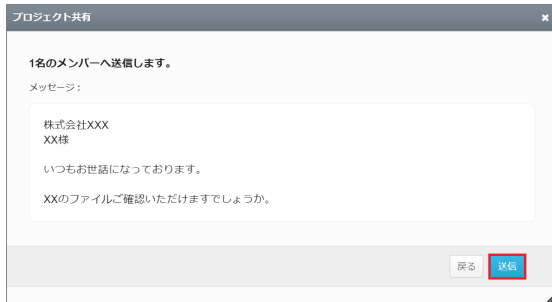 プロジェクト共有
1名のメンバーへ送信します。
メッセージ：
株式会社XXX
XX様
いつもお世話になっております。
XXのファイルご確認いただけますでしょうか。
戻る
送信